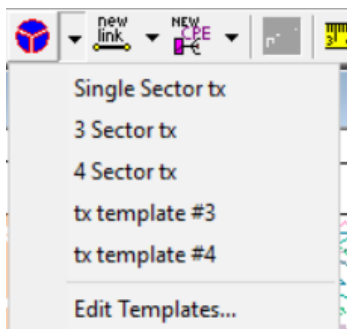 new
link
NEW
CPE
Single Sector tx
3 Sector tx
4 Sector tx
tx template #3
tx template #4
Edit Templates...